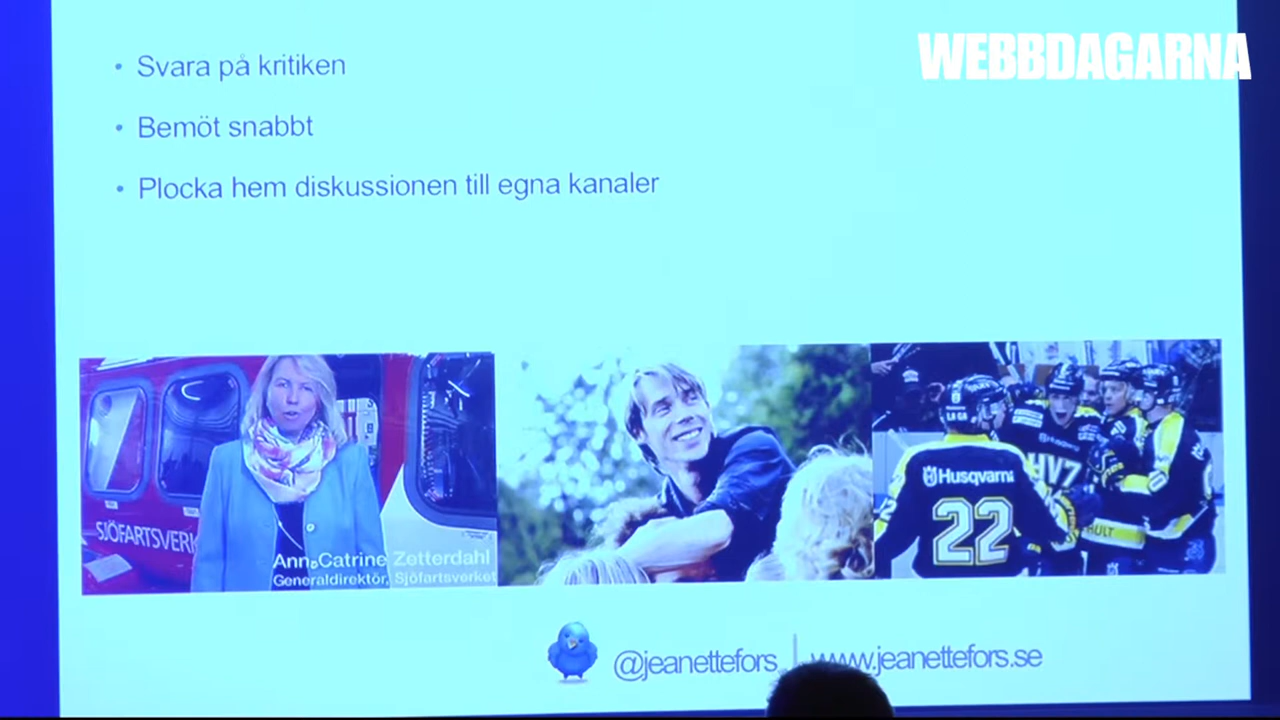 WEBBDAGARNA
• Svara på kritiken
• Bemöt snabbt
• Plocka hem diskussionen till egna kanaler
SJÖFARTSVERK
Ann-Catrine Zetterdahl
Generaldirektör, Sjöfartsverket
Husqvarna
22
HV7
@jeanettefors | www.jeanettefors.se